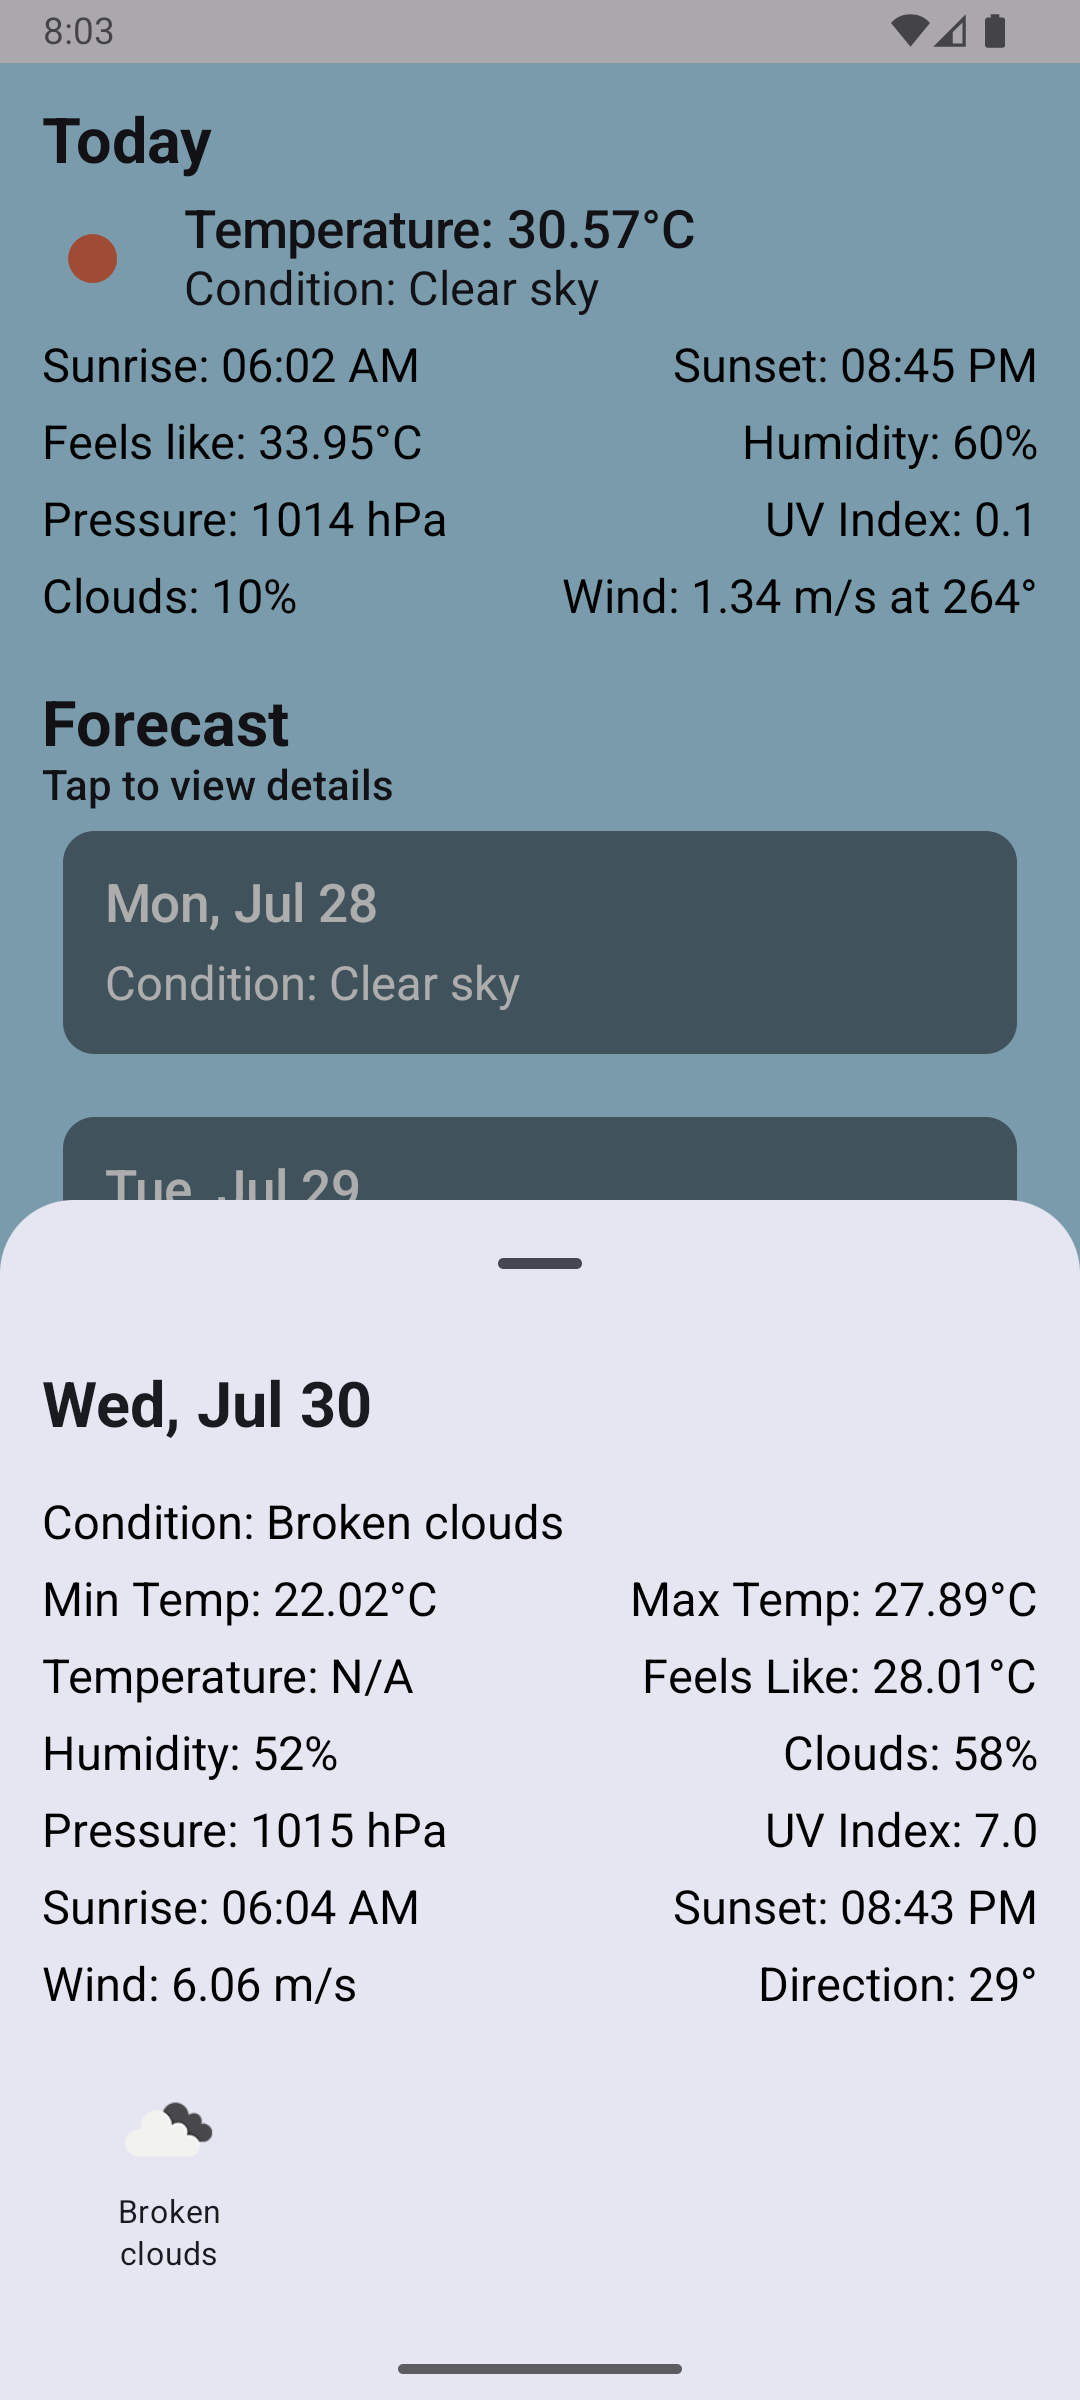 8:03
Today
Temperature: 30.57°C
Condition: Clear sky
Sunrise: 06:02 AM Sunset: 08:45 PM
Feels like: 33.95°C Humidity: 60%
Pressure: 1014 hPa UV Index: 0.1
Clouds: 10% Wind: 1.34 m/s at 264°
Forecast
Tap to view details
Mon, Jul 28
Condition: Clear sky
Tue, Jul 29
Wed, Jul 30
Condition: Broken clouds
Min Temp: 22.02°C Max Temp: 27.89°C
Temperature: N/A Feels Like: 28.01°C
Humidity: 52% Clouds: 58%
Pressure: 1015 hPa UV Index: 7.0
Sunrise: 06:04 AM Sunset: 08:43 PM
Wind: 6.06 m/s Direction: 29°
Broken
clouds